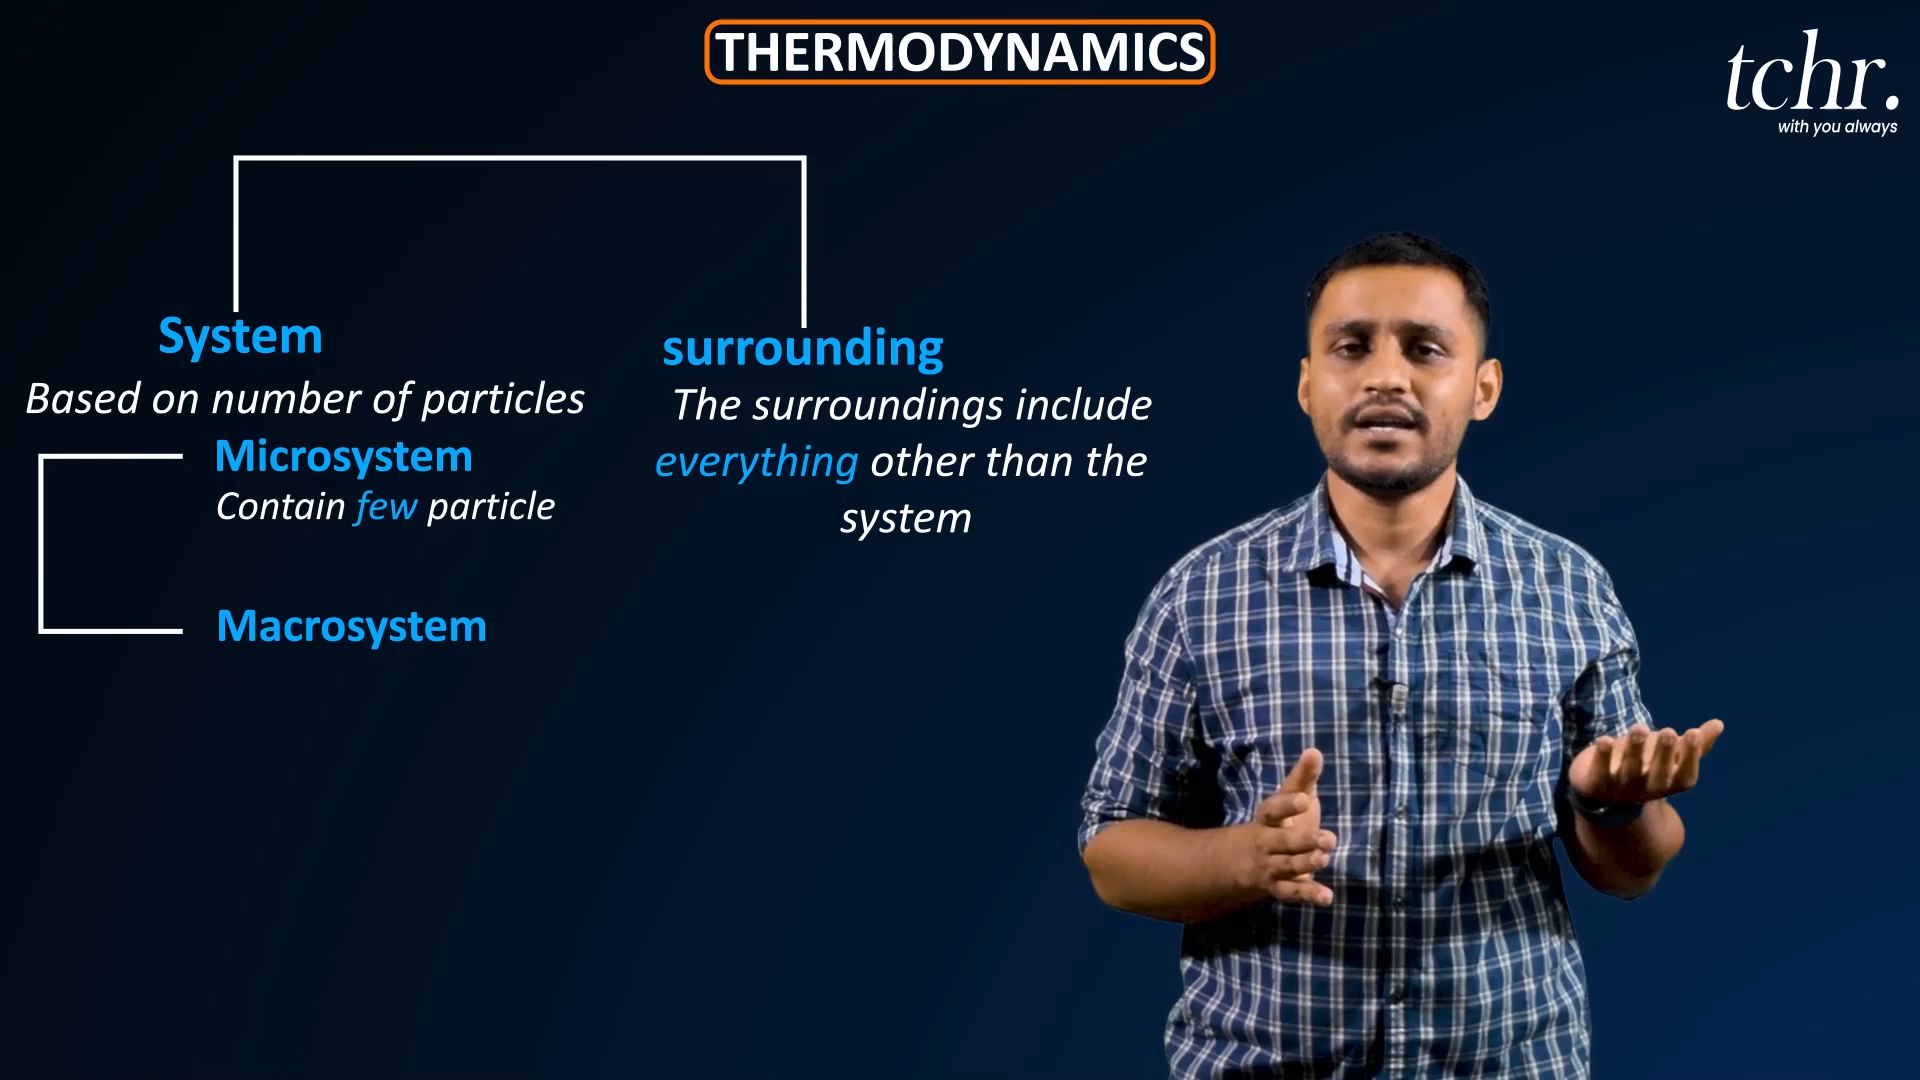 THERMODYNAMICS
tchr.
with you always
System
Based on number of particles
Microsystem
Contain few particle
Macrosystem
surrounding
The surroundings include
everything other than the
system